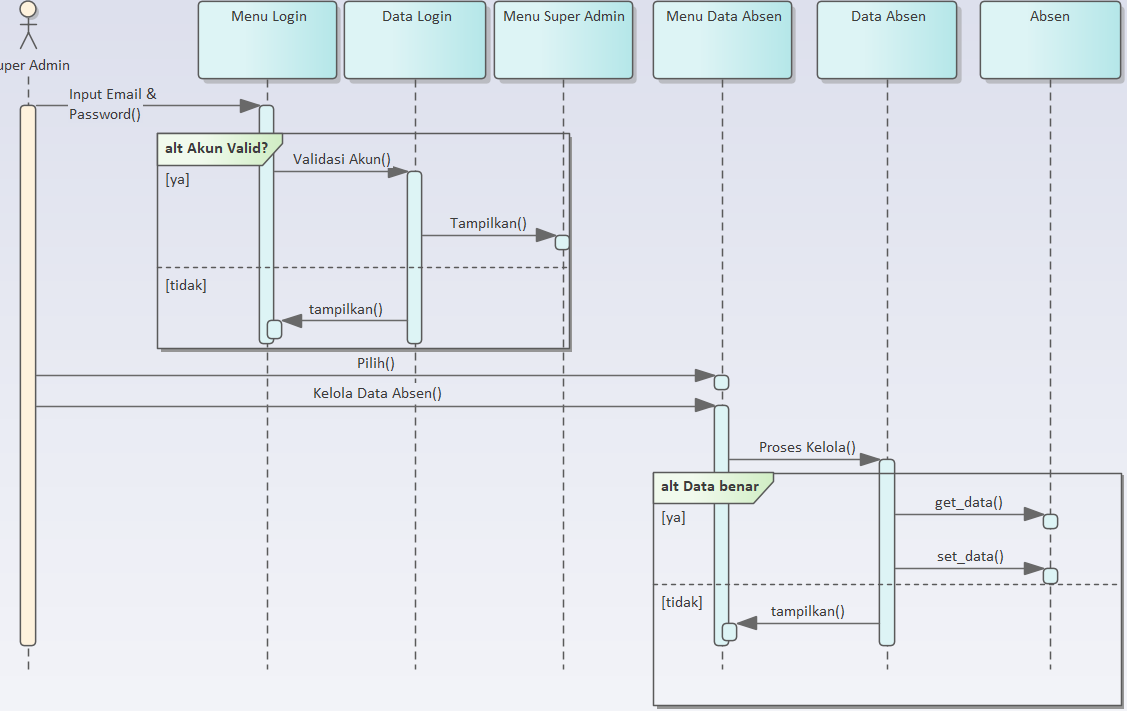 Menu Login
Data Login
Menu Super Admin
Menu Data Absen
Data Absen
Absen
uper Admin
Input Email &
Password()
alt Akun Valid?
Validasi Akun()
[ya]
Tampilkan()
[tidak]
tampilkan()
Pilih()
Kelola Data Absen()
Proses Kelola()
alt Data benar
get_data()
[ya]
set_data()
[tidak]
tampilkan()